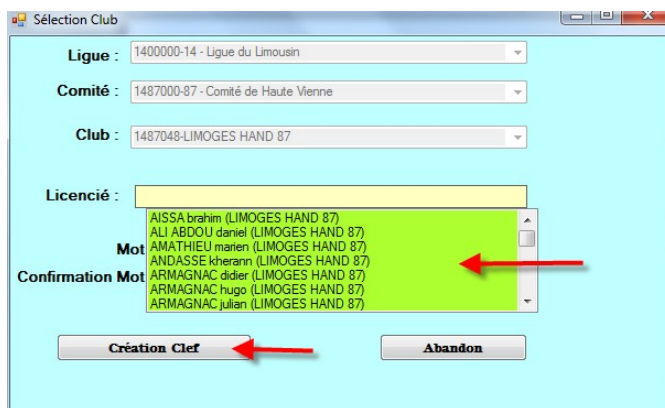 Sélection Club
Ligue : 1400000-14 - Ligue du Limousin
Comité : 1487000-87 - Comité de Haute Vienne
Club : 1487048-LIMOGES HAND 87
Licencié :
AISSA brahim (LIMOGES HAND 87)
ALI ABDOU daniel (LIMOGES HAND 87)
Mot AMATHIEU marien (LIMOGES HAND 87)
ANDASSE kherann (LIMOGES HAND 87)
Confirmation Mot ARMAGNAC didier (LIMOGES HAND 87)
ARMAGNAC hugo (LIMOGES HAND 87)
ARMAGNAC julian (LIMOGES HAND 87)
Création Clef Abandon